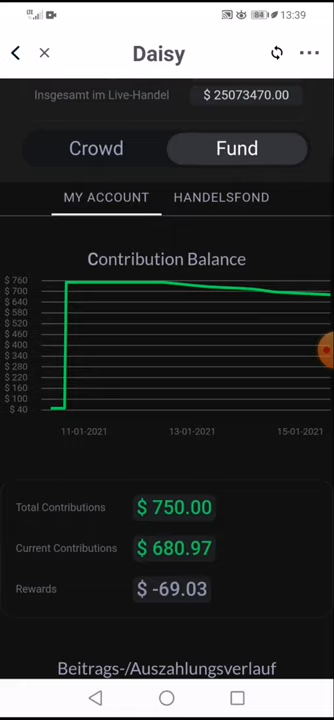 84 13:39
Daisy
Insgesamt im Live-Handel $ 25073470.00
Crowd Fund
MY ACCOUNT HANDELSFOND
Contribution Balance
$ 760
$ 700
$ 640
$ 580
$ 520
$ 460
$ 400
$ 340
$ 280
$ 220
$ 160
$ 100
$ 40
11-01-2021 13-01-2021 15-01-2021
Total Contributions $ 750.00
Current Contributions $ 680.97
Rewards $ -69.03
Beitrags-/Auszahlungsverlauf